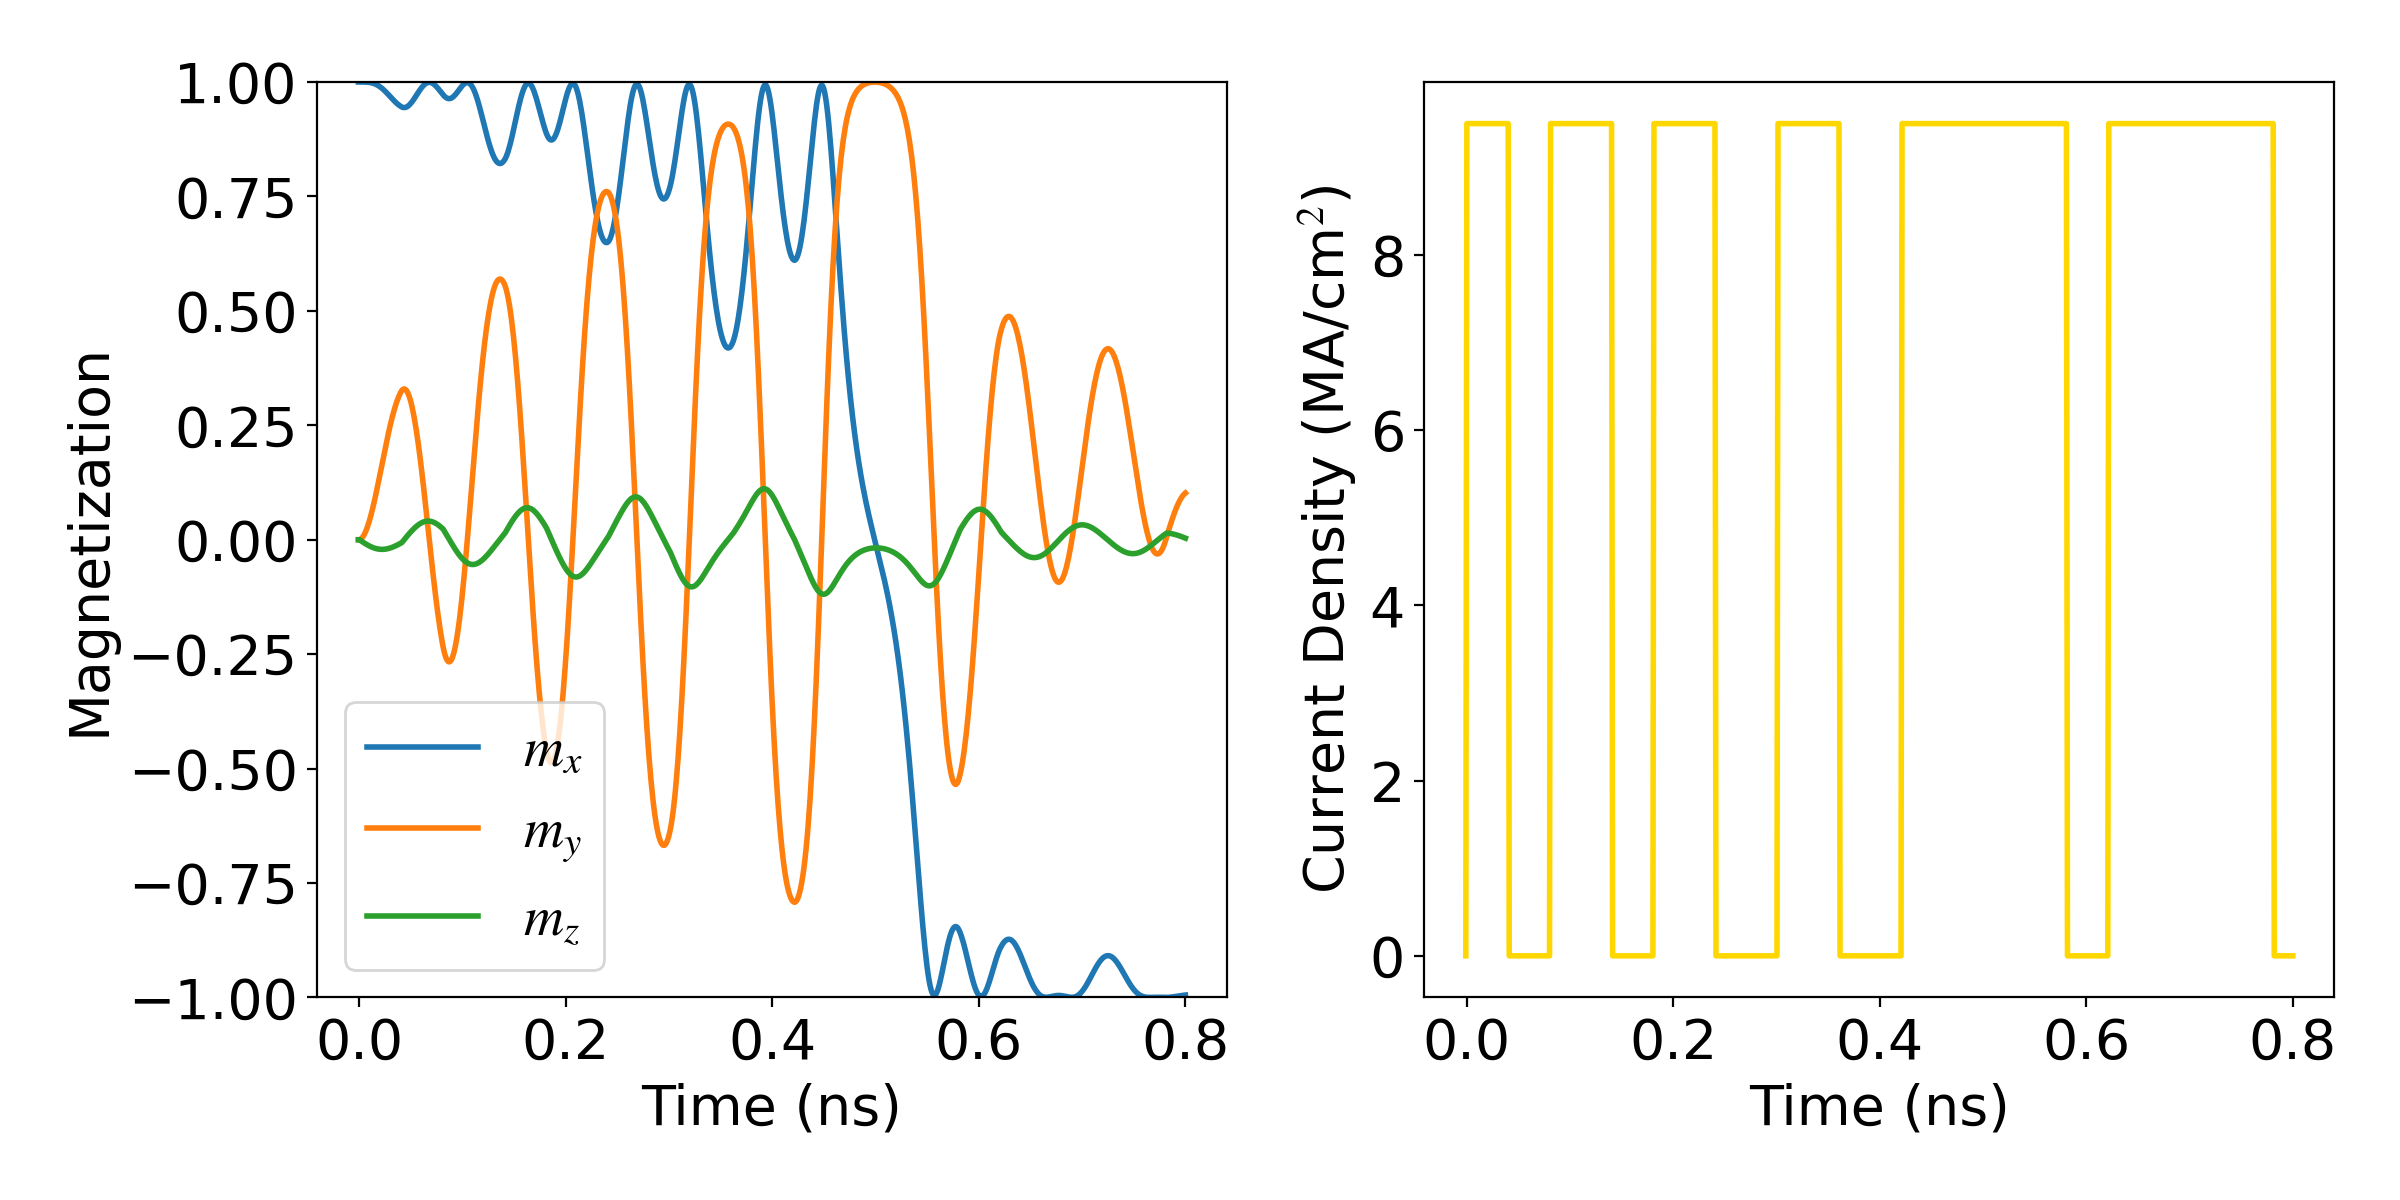 Magnetization
1.00
0.75
0.50
0.25
0.00
−0.25
−0.50
−0.75
−1.00
m_x
m_y
m_z
0.0 0.2 0.4 0.6 0.8
Time (ns)
Current Density (MA/cm²)
8
6
4
2
0
0.0 0.2 0.4 0.6 0.8
Time (ns)